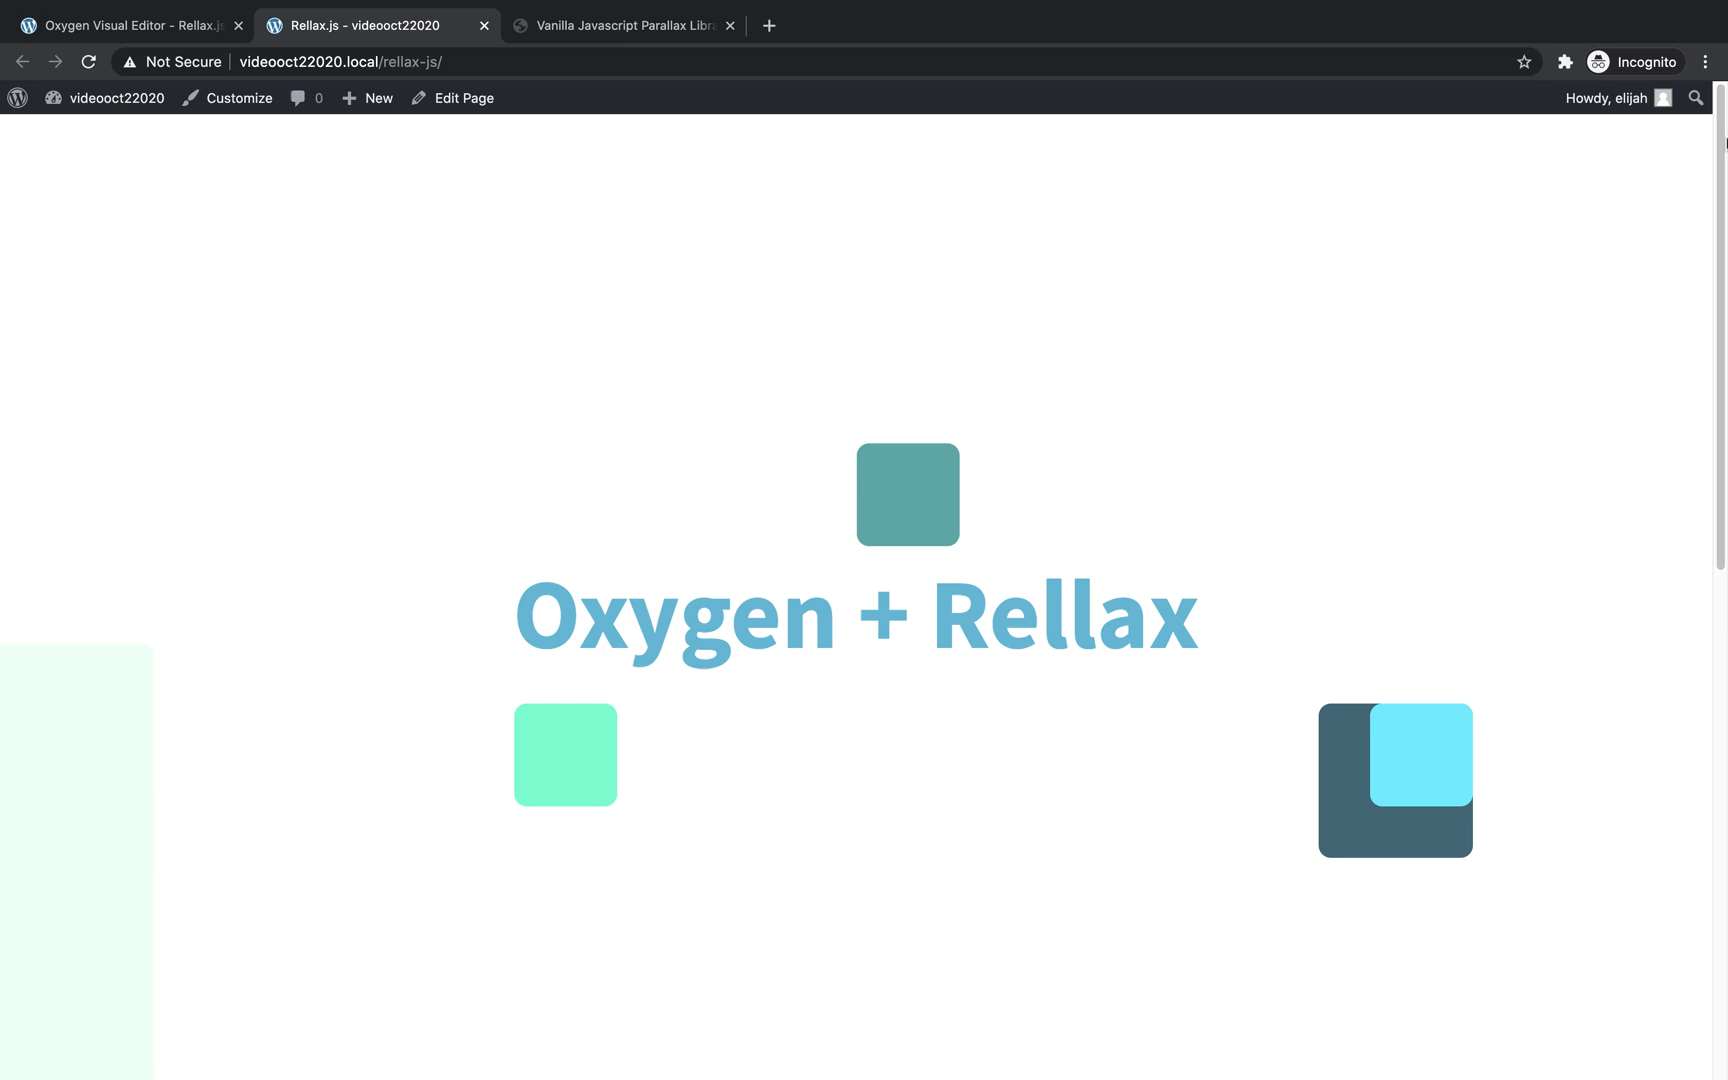 Oxygen Visual Editor - Rellax.js
Rellax.js - videooct22020
Vanilla Javascript Parallax Libra
Not Secure
videooct22020.local/rellax-js/
Incognito
videooct22020
Customize
0
New
Edit Page
Howdy, elijah
Oxygen + Rellax